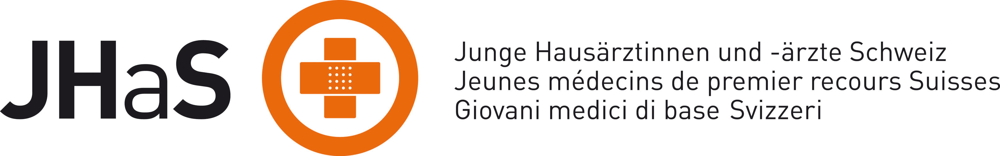 JHaS
Junge Hausärztinnen und -ärzte Schweiz
Jeunes médecins de premier recours Suisses
Giovani medici di base Svizzeri